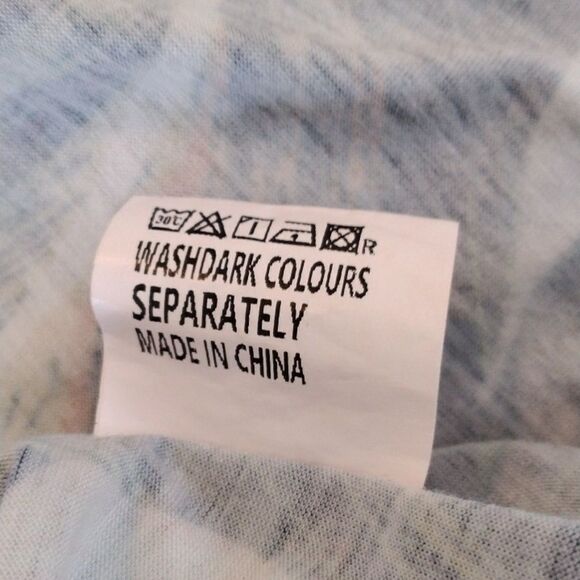 30℃ R
WASHDARK COLOURS
SEPARATELY
MADE IN CHINA